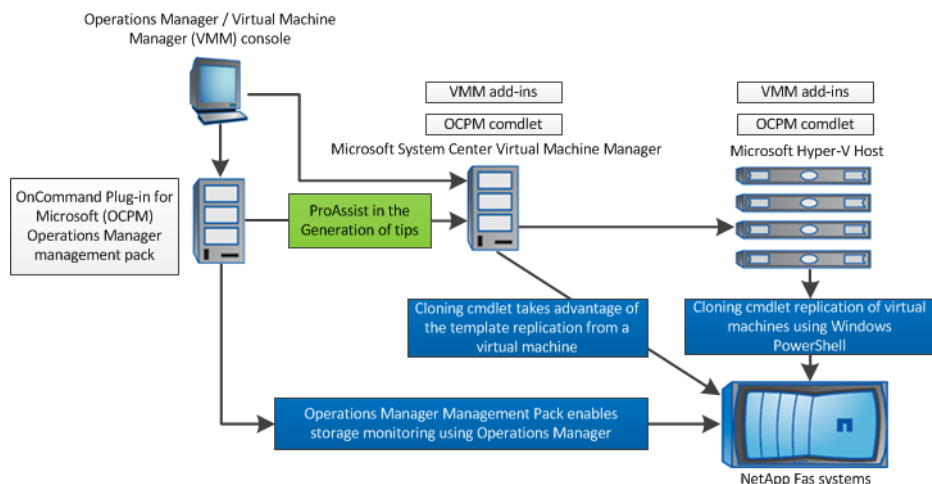 Operations Manager / Virtual Machine
Manager (VMM) console
VMM add-ins
OCPM comdlet
Microsoft System Center Virtual Machine Manager
VMM add-ins
OCPM comdlet
Microsoft Hyper-V Host
OnCommand Plug-in for
Microsoft (OCPM)
Operations Manager
management pack
ProAssist in the
Generation of tips
Cloning cmdlet takes advantage of
the template replication from a
virtual machine
Cloning cmdlet replication of virtual
machines using Windows
PowerShell
Operations Manager Management Pack enables
storage monitoring using Operations Manager
NetApp Fas systems